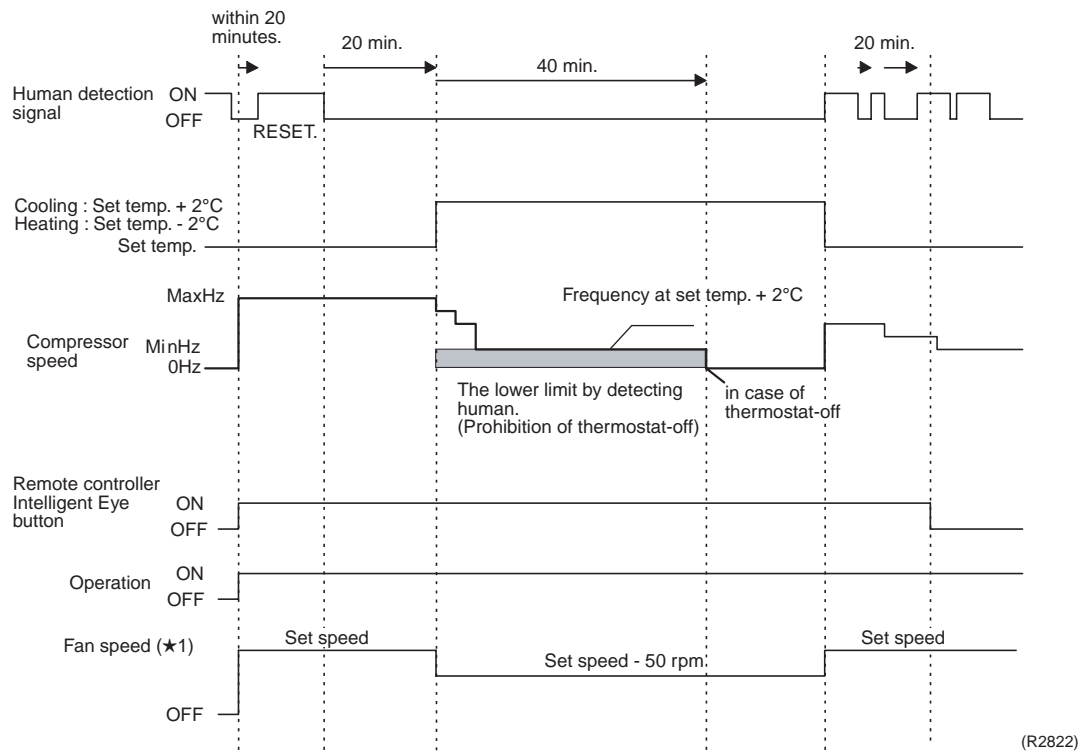 within 20
minutes.
20 min.
40 min.
20 min.
Human detection
signal
ON
OFF
RESET.
Cooling : Set temp. + 2°C
Heating : Set temp. - 2°C
Set temp.
MaxHz
Frequency at set temp. + 2°C
Compressor
speed
MinHz
0Hz
The lower limit by detecting
human.
(Prohibition of thermostat-off)
in case of
thermostat-off
Remote controller
Intelligent Eye
button
ON
OFF
Operation
ON
OFF
Fan speed (★1)
Set speed
Set speed - 50 rpm
Set speed
OFF
(R2822)